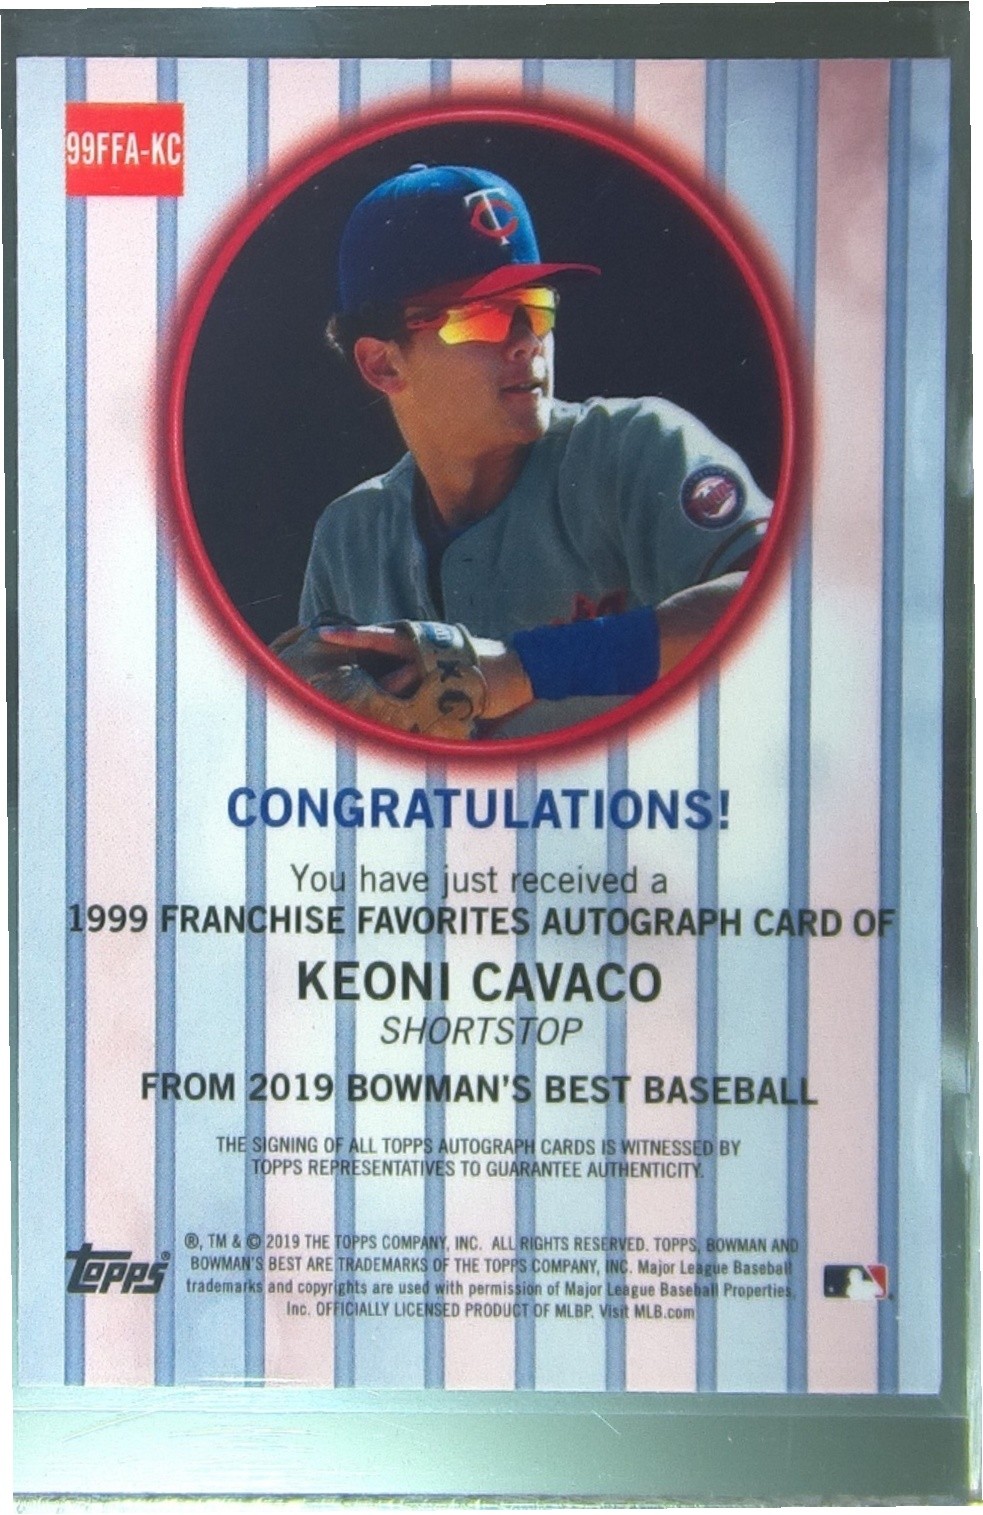 99FFA-KC
TC
Twins
CONGRATULATIONS!
You have just received a
1999 FRANCHISE FAVORITES AUTOGRAPH CARD OF
KEONI CAVACO
SHORTSTOP
FROM 2019 BOWMAN'S BEST BASEBALL
THE SIGNING OF ALL TOPPS AUTOGRAPH CARDS IS WITNESSED BY
TOPPS REPRESENTATIVES TO GUARANTEE AUTHENTICITY.
®, TM & © 2019 THE TOPPS COMPANY, INC. ALL RIGHTS RESERVED. TOPPS, BOWMAN AND
BOWMAN'S BEST ARE TRADEMARKS OF THE TOPPS COMPANY, INC. Major League Baseball
trademarks and copyrights are used with permission of Major League Baseball Properties,
Inc. OFFICIALLY LICENSED PRODUCT OF MLBP. Visit MLB.com
Topps®